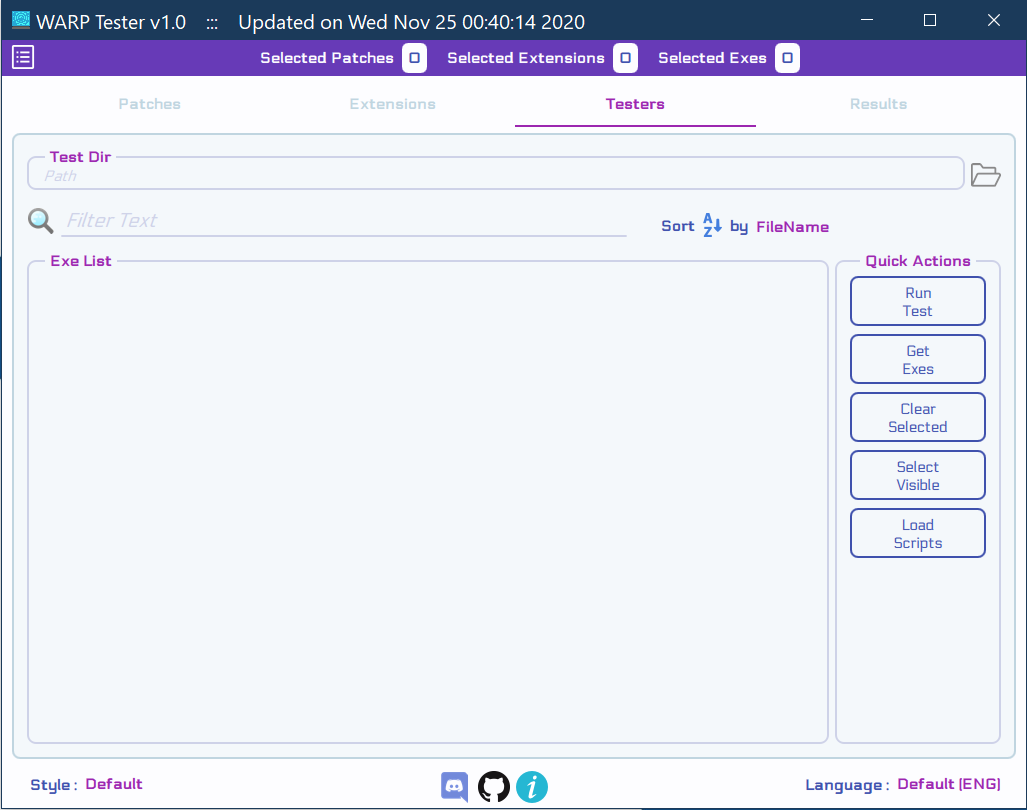 WARP Tester v1.0 ::: Updated on Wed Nov 25 00:40:14 2020
Selected Patches 0 Selected Extensions 0 Selected Exes 0
Patches Extensions Testers Results
Test Dir
Path
Filter Text
Sort A Z by FileName
Exe List
Quick Actions
Run
Test
Get
Exes
Clear
Selected
Select
Visible
Load
Scripts
Style : Default
i
Language : Default (ENG)